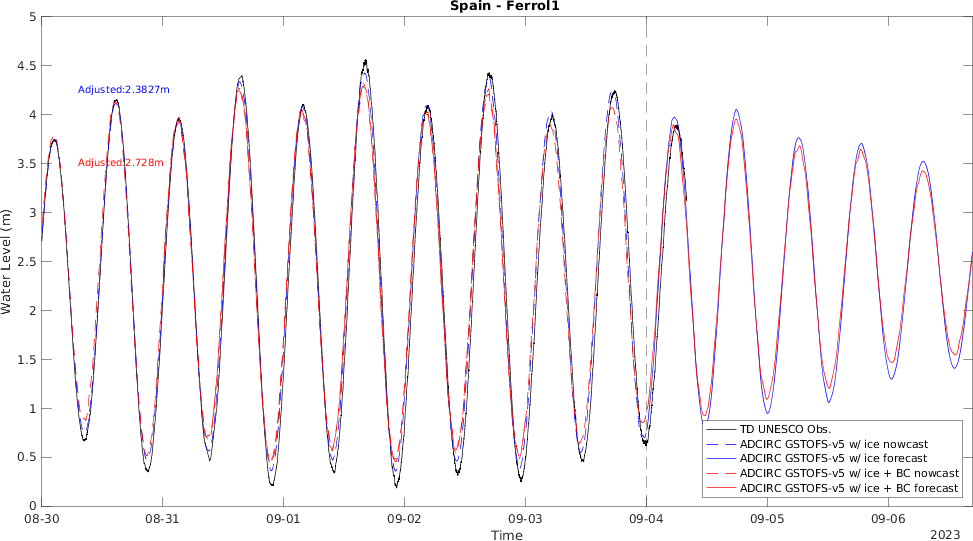 Spain - Ferrol1
Water Level (m)
5
4.5
4
3.5
3
2.5
2
1.5
1
0.5
0
Adjusted:2.3827m
Adjusted:2.728m
TD UNESCO Obs.
ADCIRC GSTOFS-v5 w/ ice nowcast
ADCIRC GSTOFS-v5 w/ ice forecast
ADCIRC GSTOFS-v5 w/ ice + BC nowcast
ADCIRC GSTOFS-v5 w/ ice + BC forecast
08-30 08-31 09-01 09-02 09-03 09-04 09-05 09-06
Time
2023